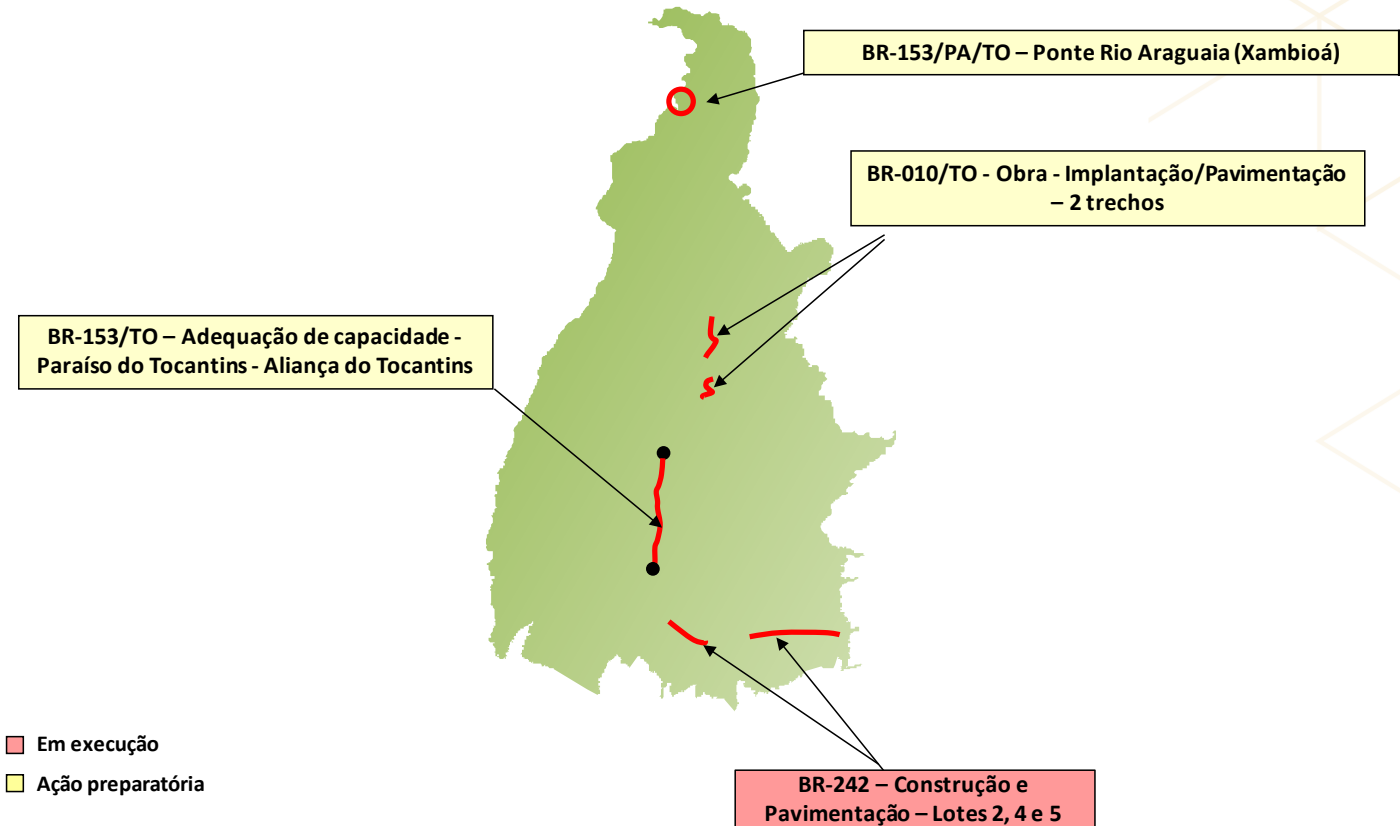 BR-153/PA/TO – Ponte Rio Araguaia (Xambioá)
BR-010/TO - Obra - Implantação/Pavimentação
– 2 trechos
BR-153/TO – Adequação de capacidade -
Paraíso do Tocantins - Aliança do Tocantins
Em execução
Ação preparatória
BR-242 – Construção e
Pavimentação – Lotes 2, 4 e 5